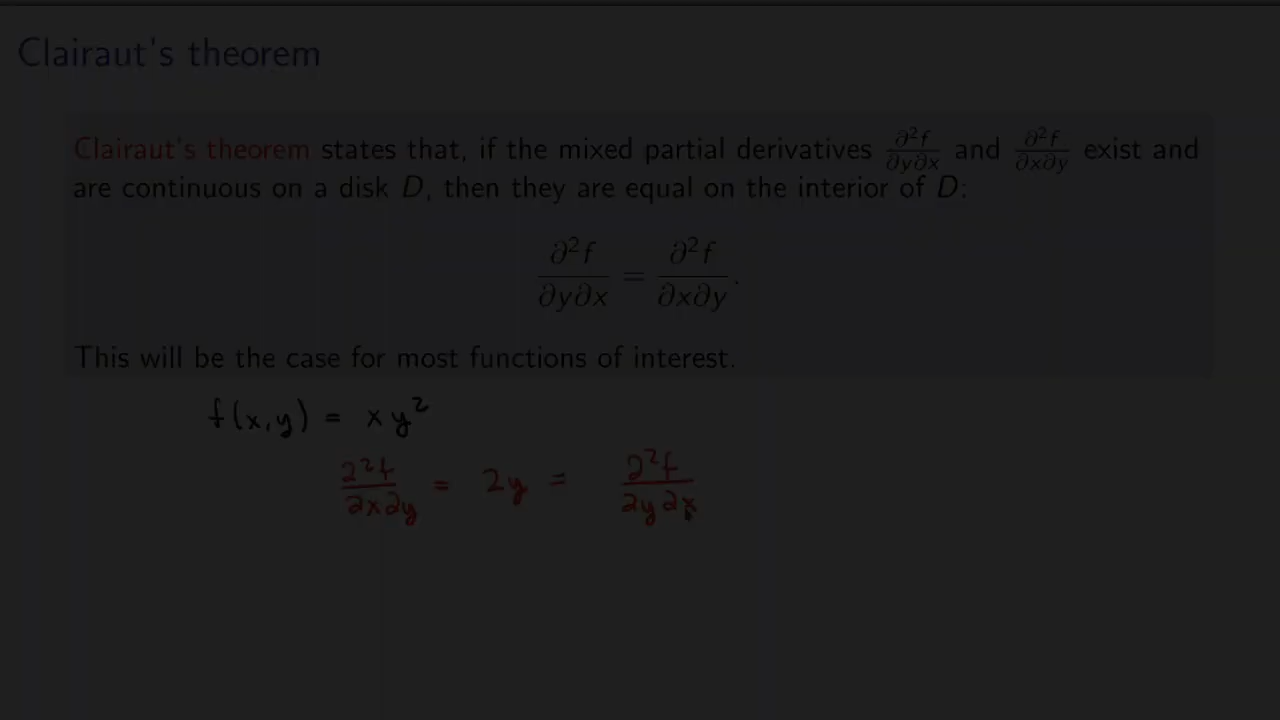 Clairaut's theorem
Clairaut's theorem states that, if the mixed partial derivatives ∂²f/∂y∂x and ∂²f/∂x∂y exist and
are continuous on a disk D, then they are equal on the interior of D:
∂²f/∂y∂x = ∂²f/∂x∂y.
This will be the case for most functions of interest.
f(x,y) = xy²
∂²f/∂x∂y = 2y = ∂²f/∂y∂x